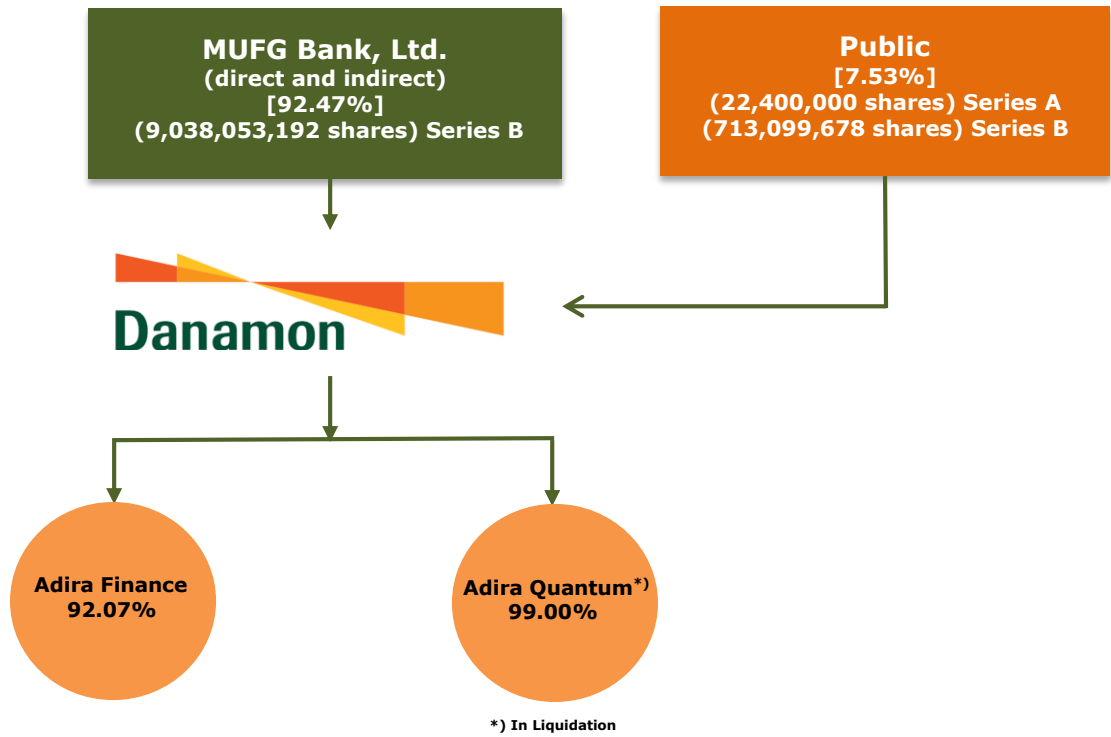 MUFG Bank, Ltd.
(direct and indirect)
[92.47%]
(9,038,053,192 shares) Series B
Public
[7.53%]
(22,400,000 shares) Series A
(713,099,678 shares) Series B
Danamon
Adira Finance
92.07%
Adira Quantum*)
99.00%
*) In Liquidation